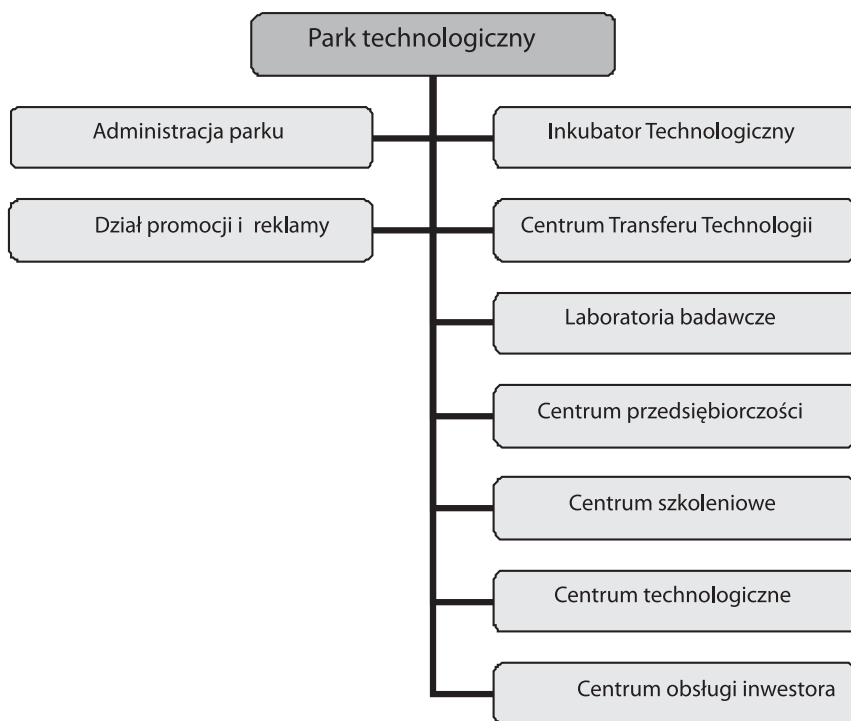 Park technologiczny
Administracja parku
Inkubator Technologiczny
Dział promocji i reklamy
Centrum Transferu Technologii
Laboratoria badawcze
Centrum przedsiębiorczości
Centrum szkoleniowe
Centrum technologiczne
Centrum obsługi inwestora